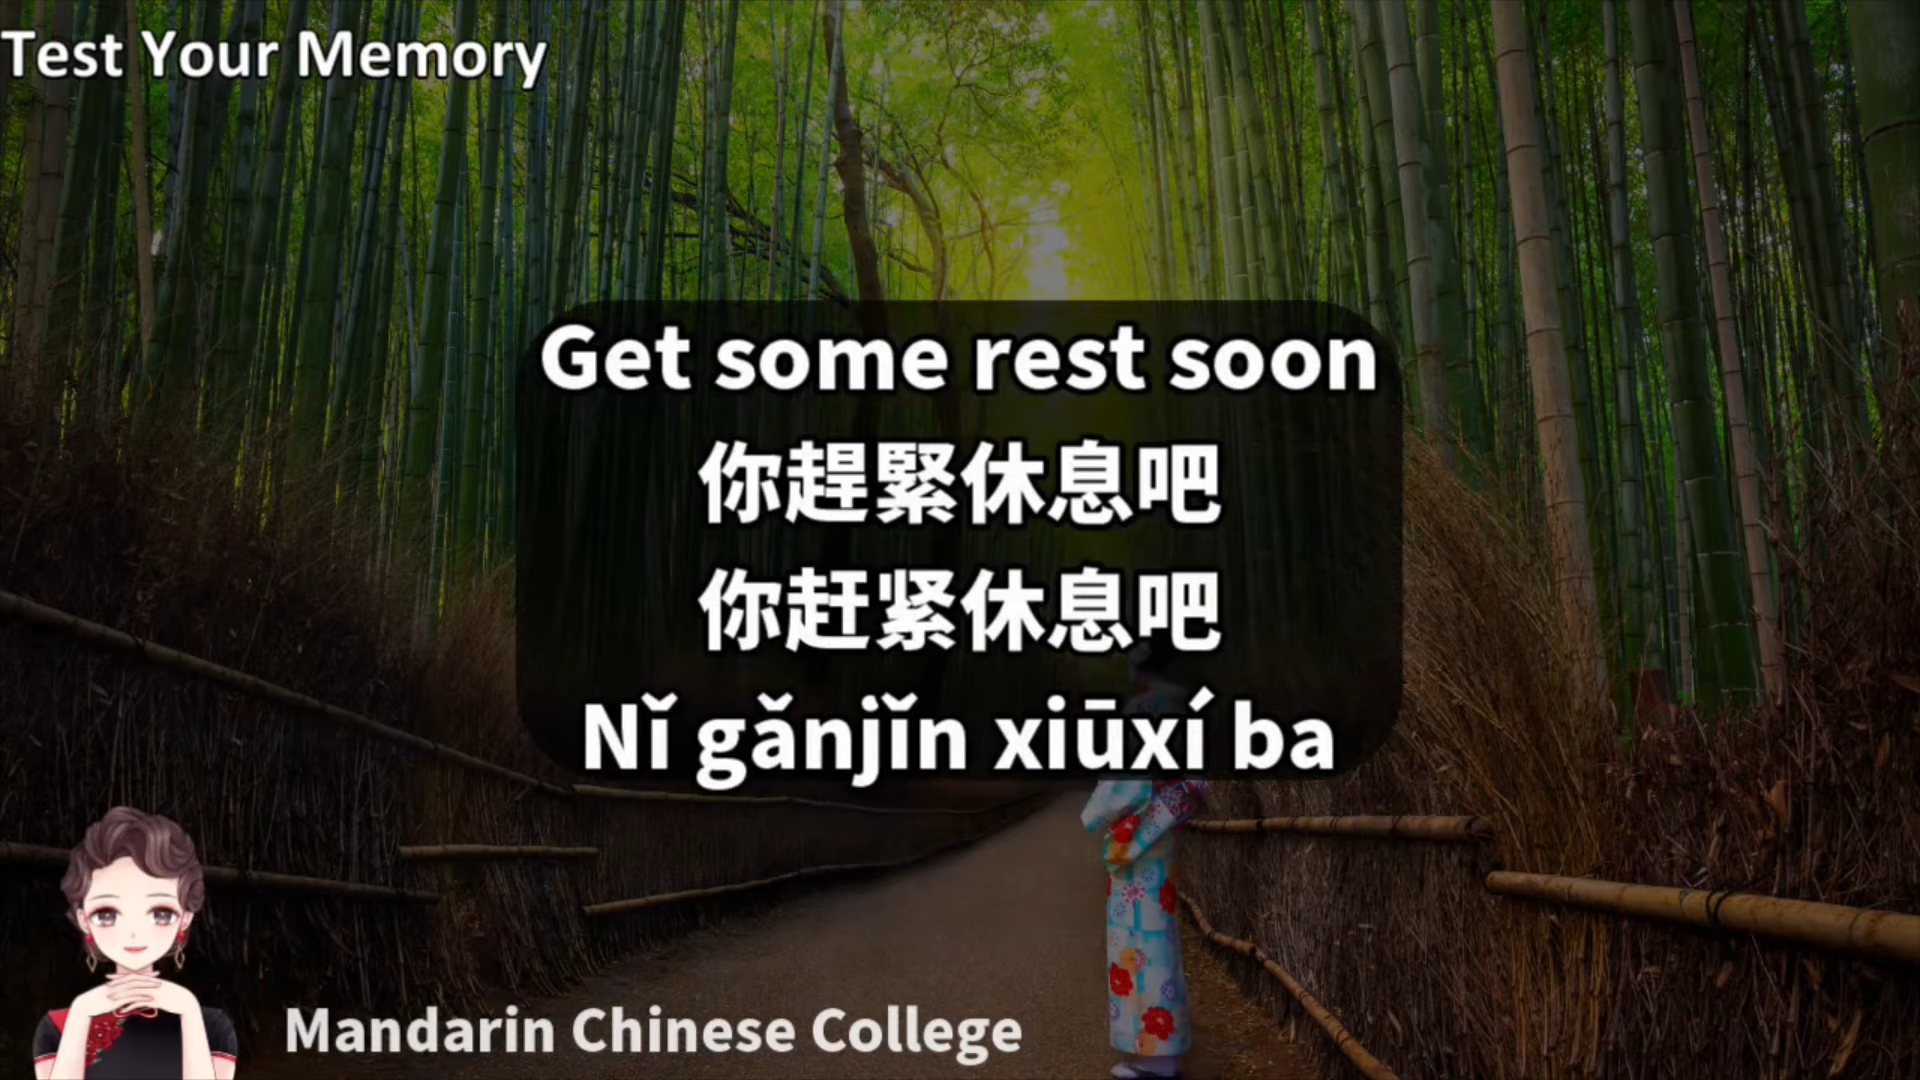 Test Your Memory
Get some rest soon
你趕緊休息吧
你赶紧休息吧
Nǐ gǎnjǐn xiūxí ba
Mandarin Chinese College